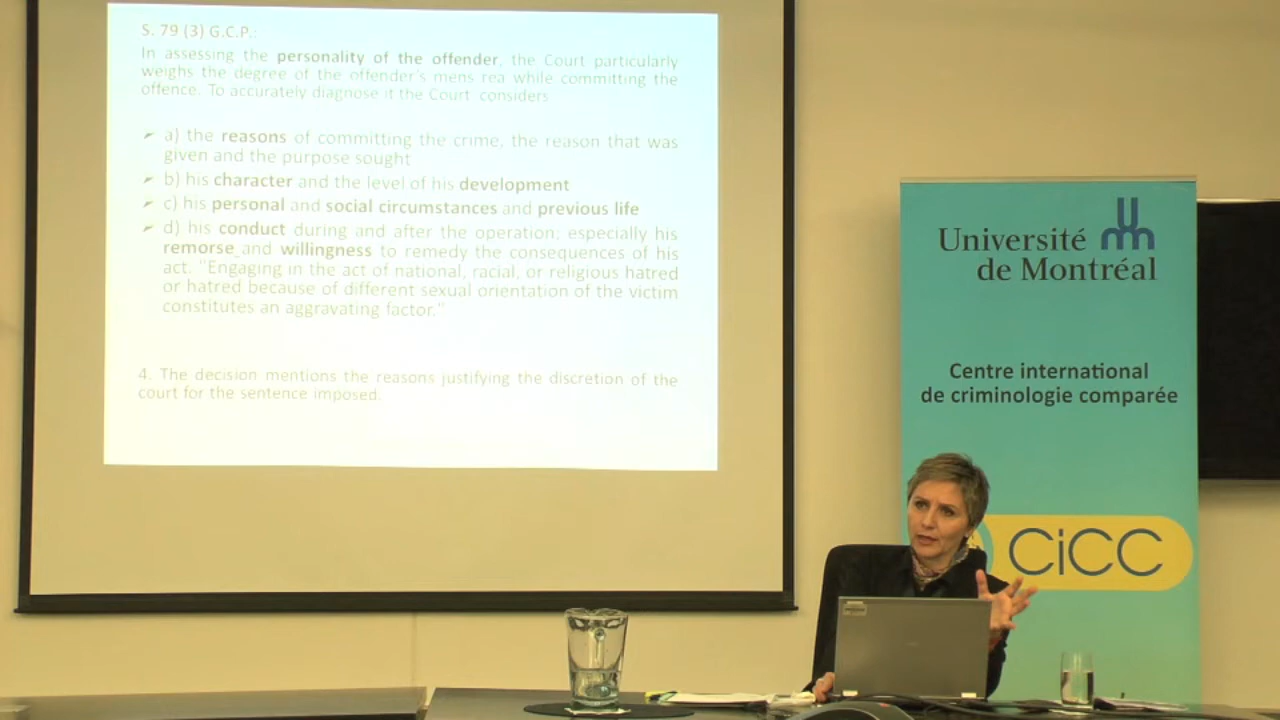 S. 79 (3) G.C.P.:
In assessing the personality of the offender, the Court particularly
weighs the degree of the offender's mens rea while committing the
offence. To accurately diagnose it the Court considers
a) the reasons of committing the crime, the reason that was
given and the purpose sought
b) his character and the level of his development
c) his personal and social circumstances and previous life
d) his conduct during and after the operation; especially his
remorse and willingness to remedy the consequences of his
act. "Engaging in the act of national, racial, or religious hatred
or hatred because of different sexual orientation of the victim
constitutes an aggravating factor."
4. The decision mentions the reasons justifying the discretion of the
court for the sentence imposed.
Université
de Montréal
Centre international
de criminologie comparée
CiCC